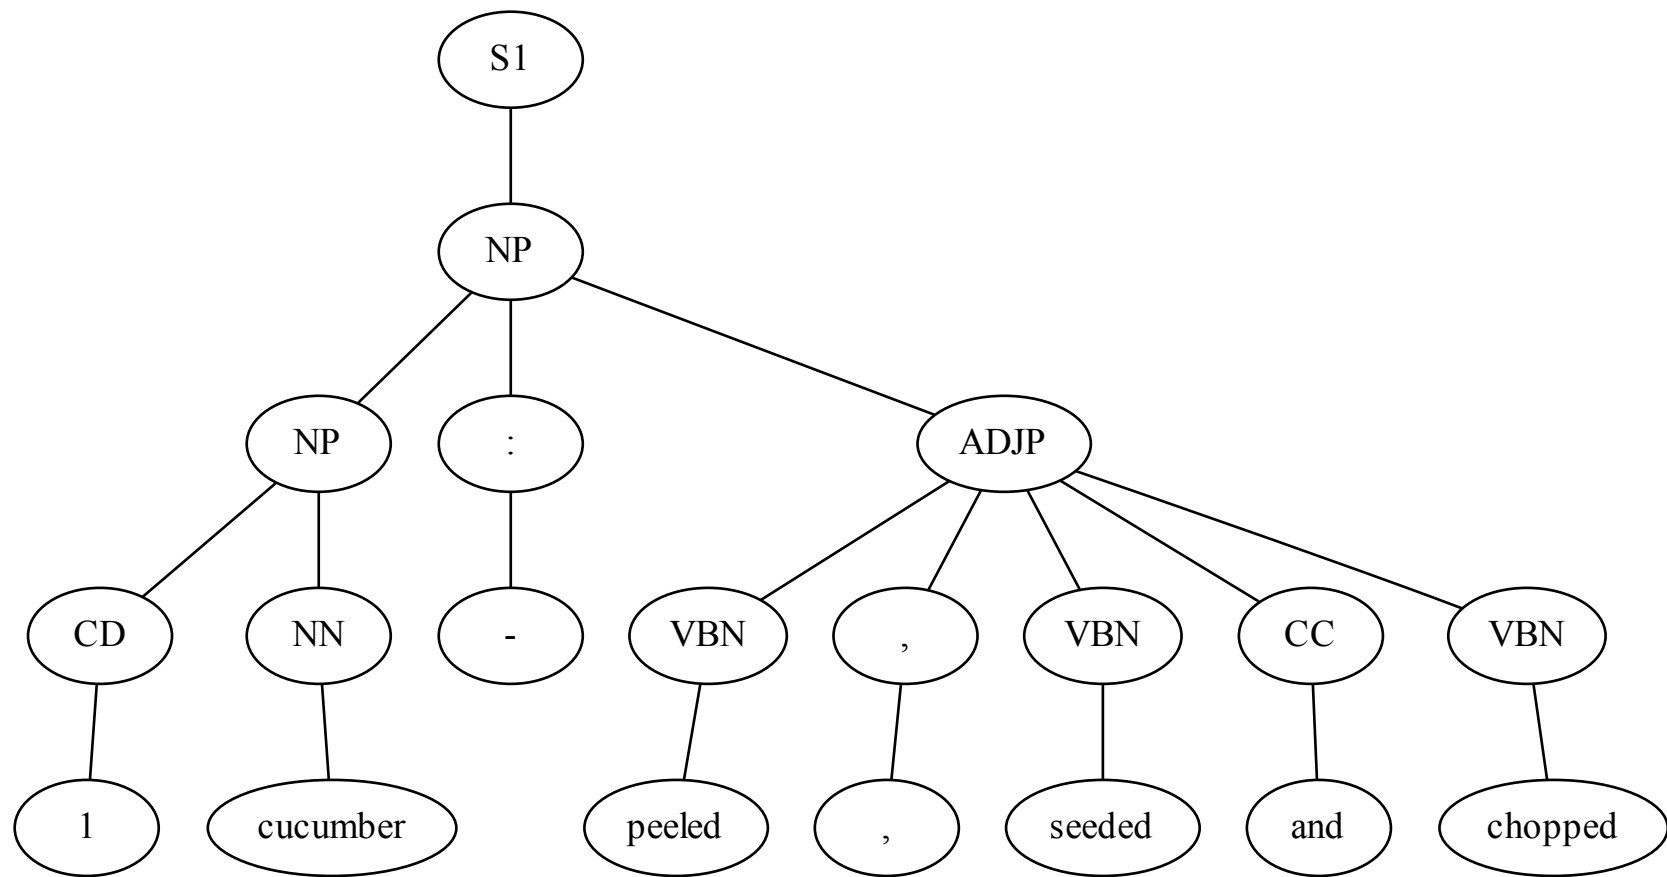 S1
NP
NP : ADJP
CD NN - VBN , VBN CC VBN
1 cucumber peeled , seeded and chopped